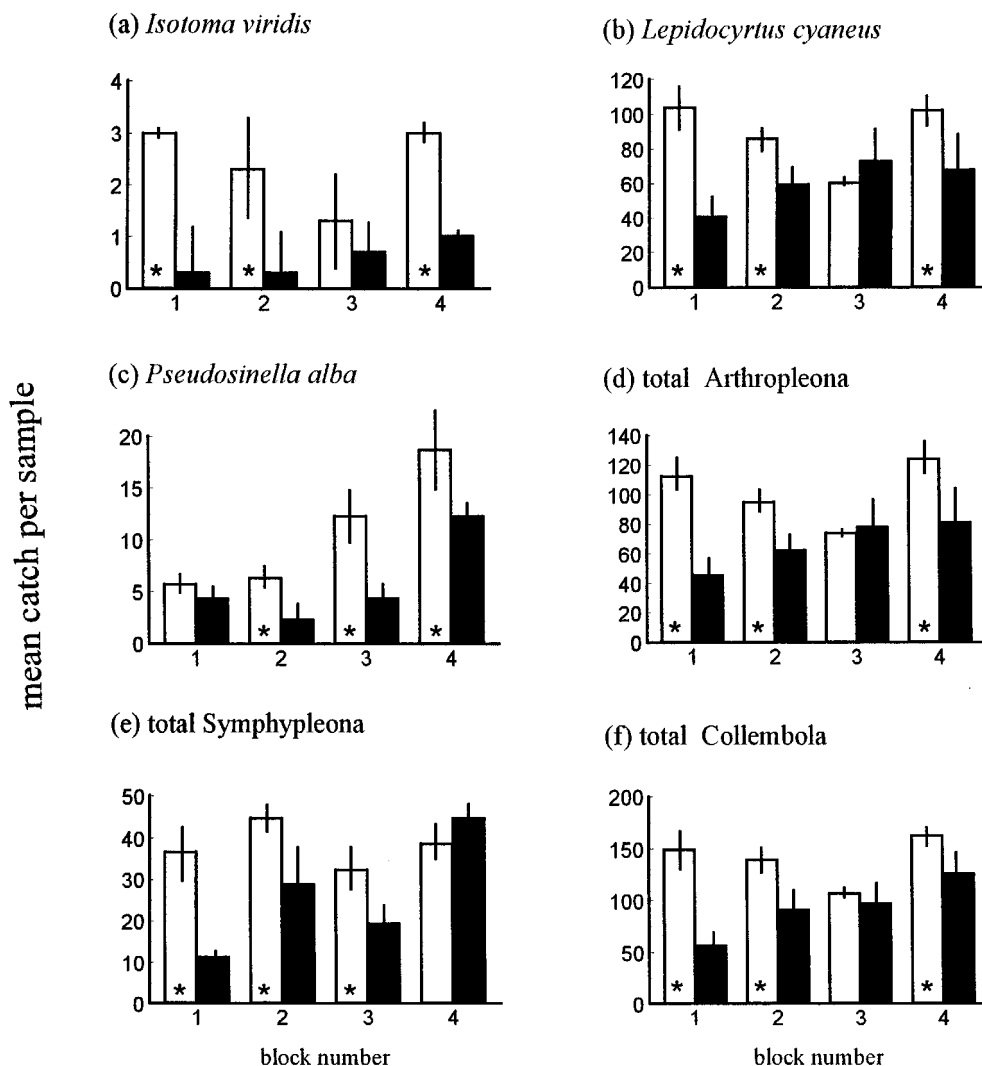 (a) Isotoma viridis
4
3
2
1
0
* * *
1 2 3 4
(b) Lepidocyrtus cyaneus
120
100
80
60
40
20
0
* * *
1 2 3 4
mean catch per sample
(c) Pseudosinella alba
20
15
10
5
0
* * *
1 2 3 4
(d) total Arthropleona
140
120
100
80
60
40
20
0
* * *
1 2 3 4
(e) total Symphypleona
50
40
30
20
10
0
* * *
1 2 3 4
block number
(f) total Collembola
200
150
100
50
0
* * *
1 2 3 4
block number